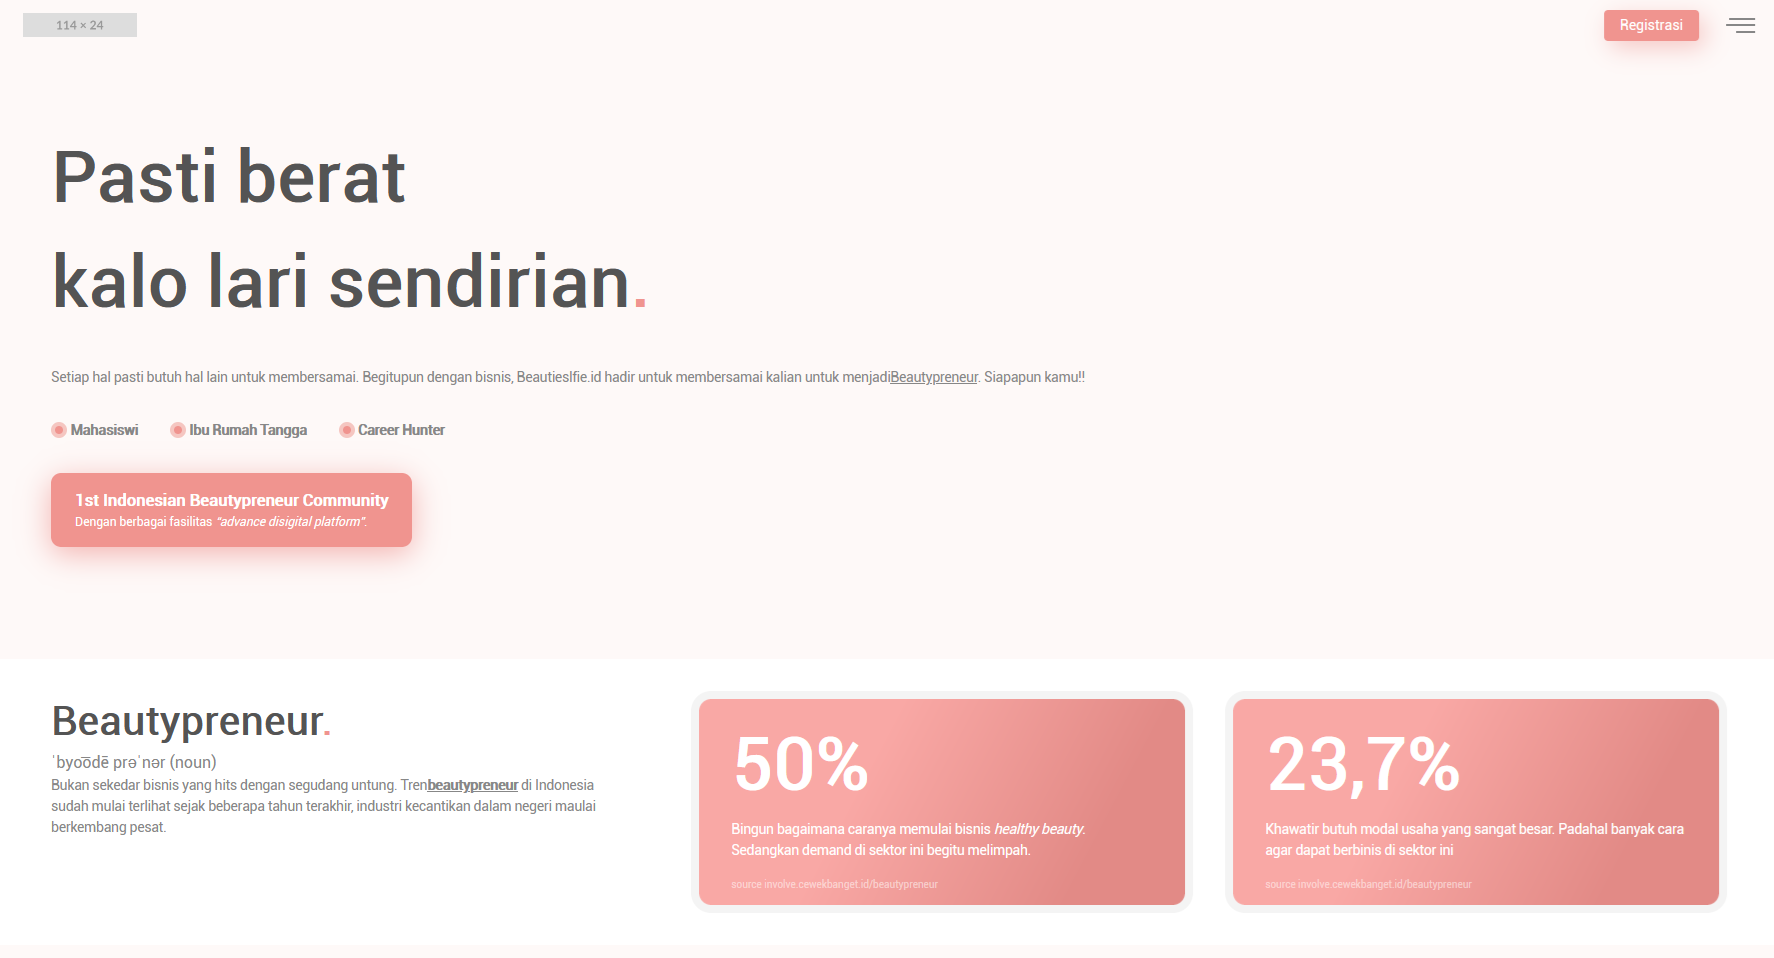 114 × 24
Registrasi
Pasti berat
kalo lari sendirian.
Setiap hal pasti butuh hal lain untuk membersamai. Begitupun dengan bisnis, Beautieslfie.id hadir untuk membersamai kalian untuk menjadiBeautypreneur. Siapapun kamu!!
Mahasiswi Ibu Rumah Tangga Career Hunter
1st Indonesian Beautypreneur Community
Dengan berbagai fasilitas "advance disigital platform".
Beautypreneur.
ˈbyo͞odē prəˈnər (noun)
Bukan sekedar bisnis yang hits dengan segudang untung. Trenbeautypreneur di Indonesia
sudah mulai terlihat sejak beberapa tahun terakhir, industri kecantikan dalam negeri maulai
berkembang pesat.
50%
Bingun bagaimana caranya memulai bisnis healthy beauty.
Sedangkan demand di sektor ini begitu melimpah.
source involve.cewekbanget.id/beautypreneur
23,7%
Khawatir butuh modal usaha yang sangat besar. Padahal banyak cara
agar dapat berbinis di sektor ini
source involve.cewekbanget.id/beautypreneur